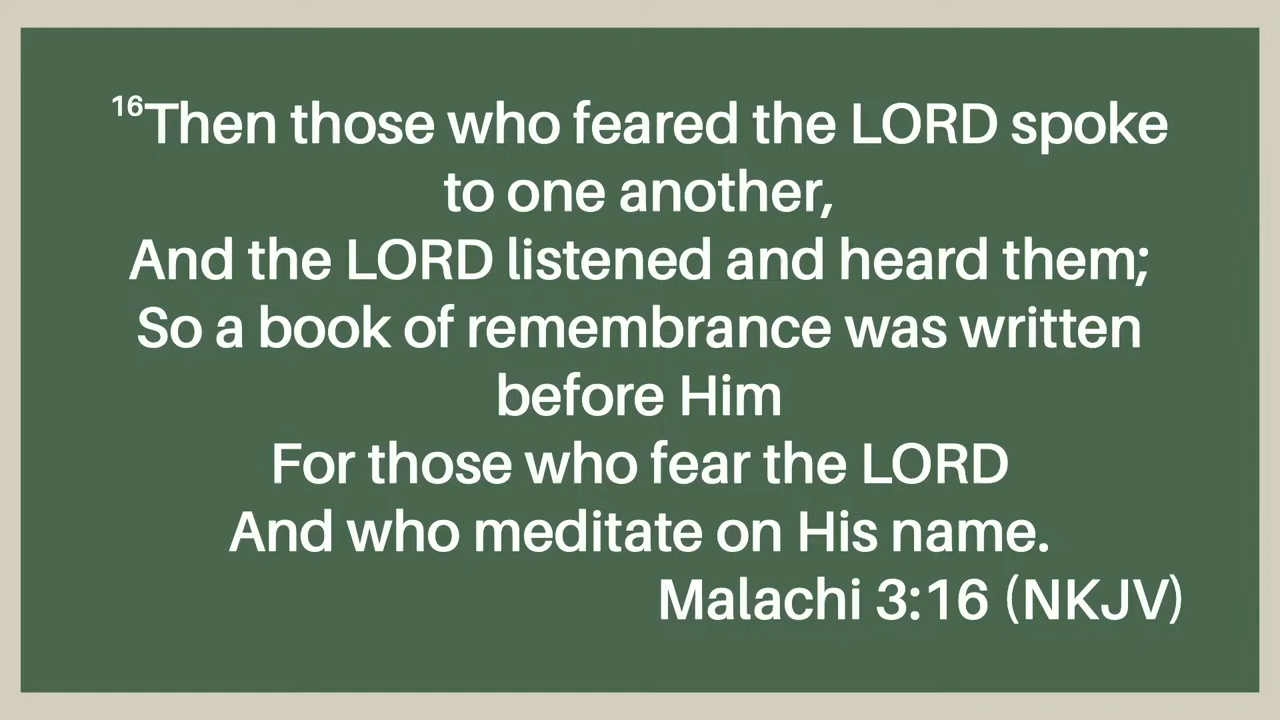 16Then those who feared the LORD spoke
to one another,
And the LORD listened and heard them;
So a book of remembrance was written
before Him
For those who fear the LORD
And who meditate on His name.
Malachi 3:16 (NKJV)